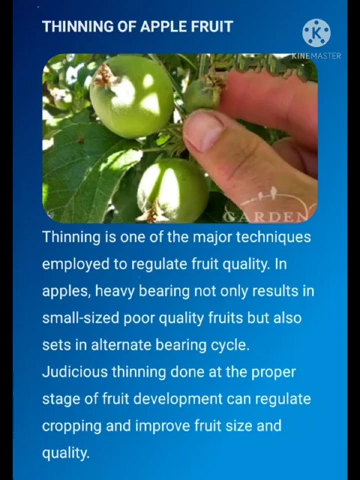 THINNING OF APPLE FRUIT
K
KINEMASTER
GARDEN
Thinning is one of the major techniques
employed to regulate fruit quality. In
apples, heavy bearing not only results in
small-sized poor quality fruits but also
sets in alternate bearing cycle.
Judicious thinning done at the proper
stage of fruit development can regulate
cropping and improve fruit size and
quality.